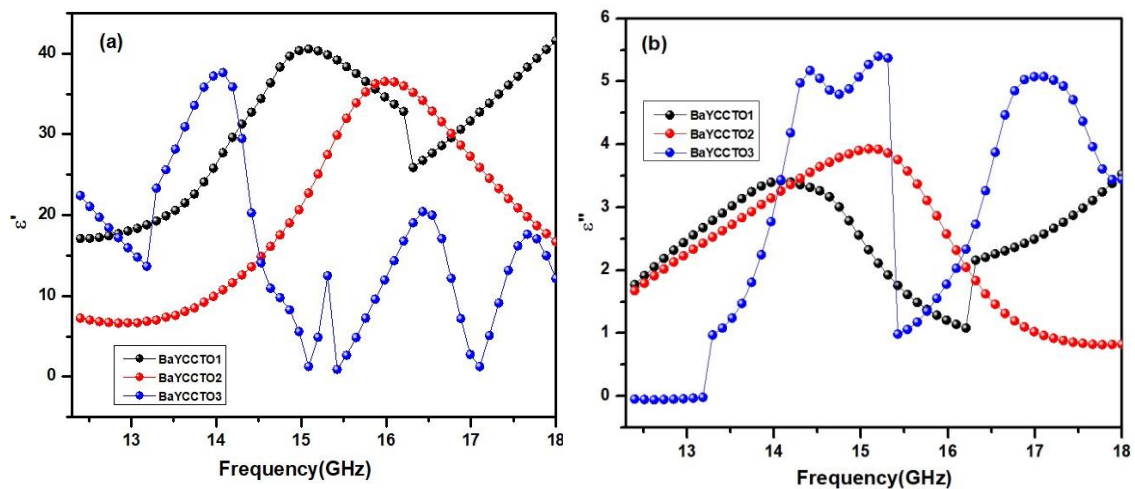 (a)
ε'
40
30
20
10
0
BaYCCTO1
BaYCCTO2
BaYCCTO3
13 14 15 16 17 18
Frequency(GHz)
(b)
ε"
6
5
4
3
2
1
0
BaYCCTO1
BaYCCTO2
BaYCCTO3
13 14 15 16 17 18
Frequency(GHz)